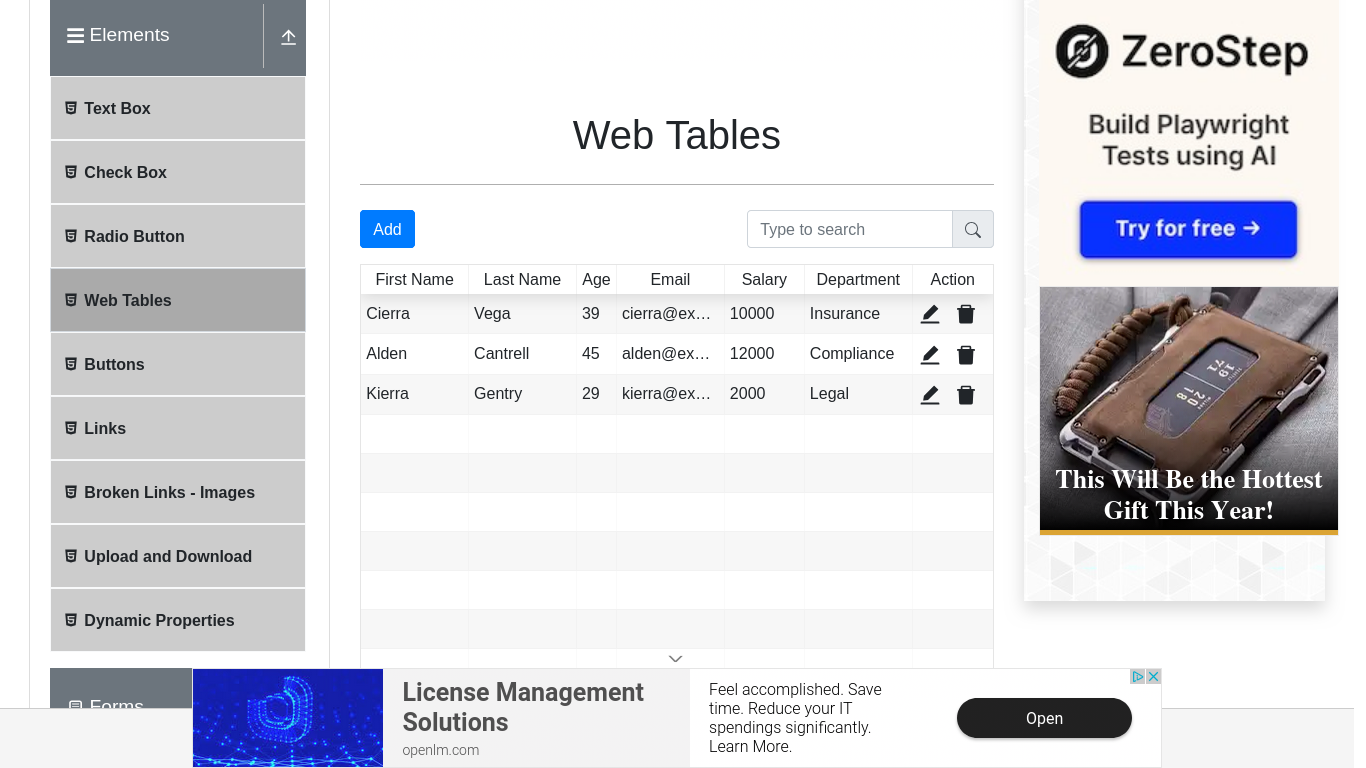 Elements
Text Box
Check Box
Radio Button
Web Tables
Buttons
Links
Broken Links - Images
Upload and Download
Dynamic Properties
Forms
Web Tables
Add
Type to search
First Name Last Name Age Email Salary Department Action
Cierra Vega 39 cierra@ex… 10000 Insurance
Alden Cantrell 45 alden@ex… 12000 Compliance
Kierra Gentry 29 kierra@ex… 2000 Legal
ZeroStep
Build Playwright
Tests using AI
Try for free →
This Will Be the Hottest
Gift This Year!
License Management
Solutions
openlm.com
Feel accomplished. Save
time. Reduce your IT
spendings significantly.
Learn More.
Open